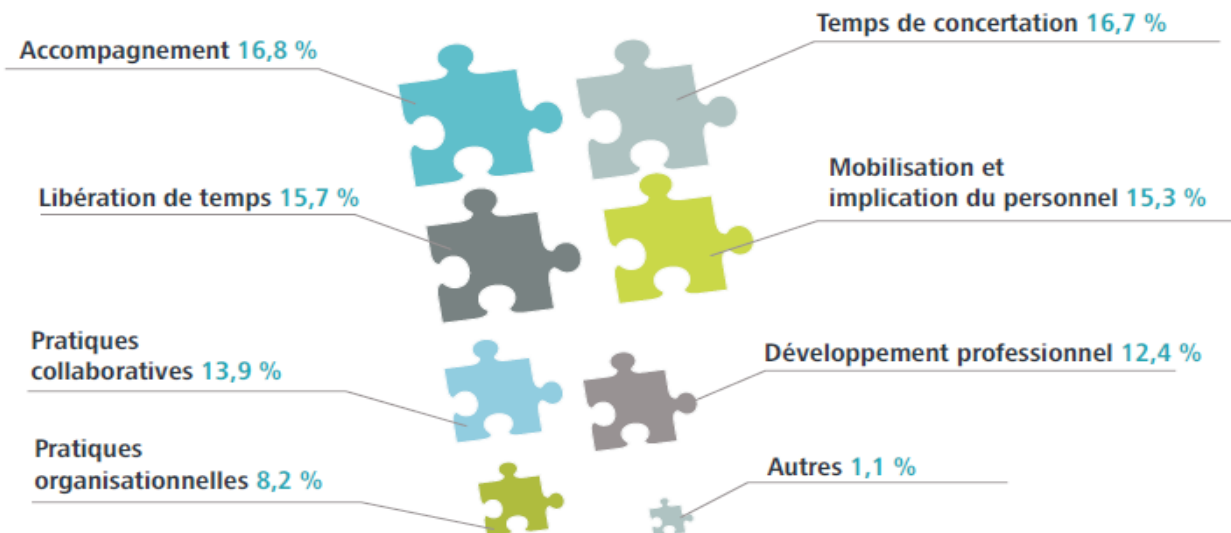 Accompagnement 16,8 %
Temps de concertation 16,7 %
Libération de temps 15,7 %
Mobilisation et
implication du personnel 15,3 %
Pratiques
collaboratives 13,9 %
Développement professionnel 12,4 %
Pratiques
organisationnelles 8,2 %
Autres 1,1 %